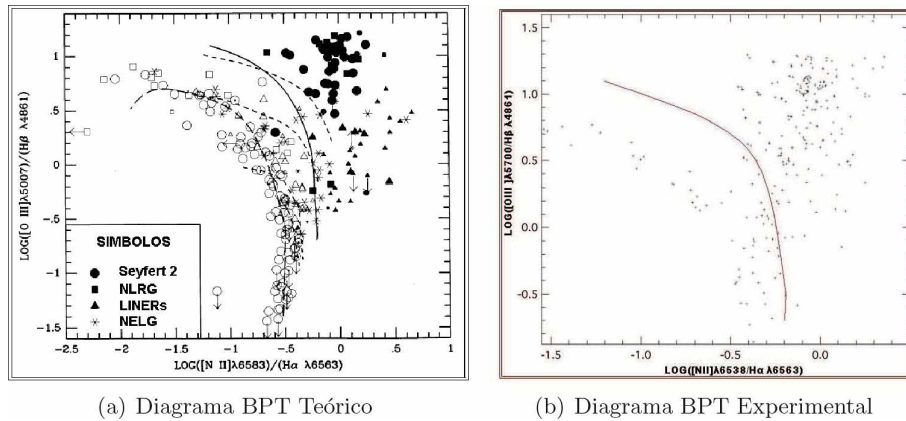 LOG([O III]λ5007)/(Hβ λ4861)
1
.5
0
-.5
-1
-1.5
SIMBOLOS
Seyfert 2
NLRG
LINERs
NELG
-2.5
-2
-1.5
-1
-.5
0
.5
1
LOG([N II]λ6583)/(Hα λ6563)
(a) Diagrama BPT Teórico
LOG([OIII]λ5700/Hβ λ4861)
1.5
1.0
0.5
0.0
-0.5
-1.5
-1.0
-0.5
0.0
LOG([NII]λ6538/Hα λ6563)
(b) Diagrama BPT Experimental